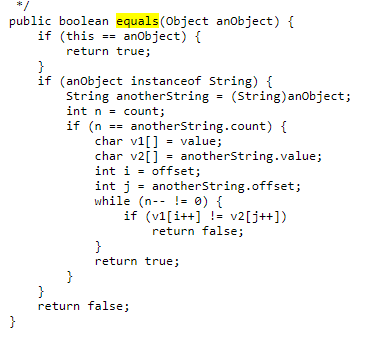 */
public boolean equals(Object anObject) {
if (this == anObject) {
return true;
}
if (anObject instanceof String) {
String anotherString = (String)anObject;
int n = count;
if (n == anotherString.count) {
char v1[] = value;
char v2[] = anotherString.value;
int i = offset;
int j = anotherString.offset;
while (n-- != 0) {
if (v1[i++] != v2[j++])
return false;
}
return true;
}
}
return false;
}